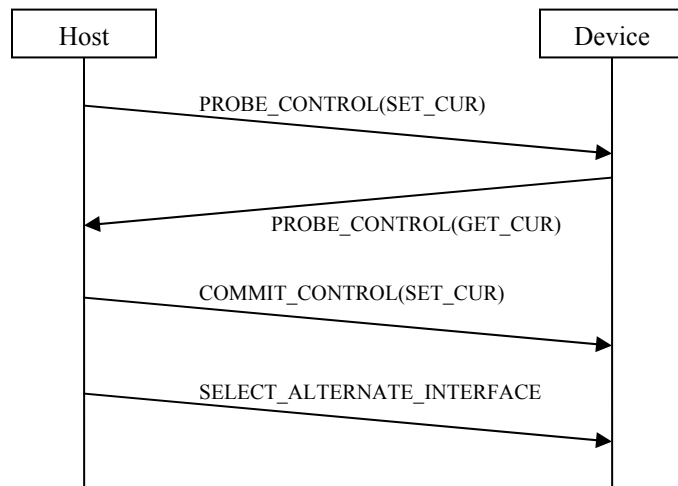 Host
Device
PROBE_CONTROL(SET_CUR)
PROBE_CONTROL(GET_CUR)
COMMIT_CONTROL(SET_CUR)
SELECT_ALTERNATE_INTERFACE